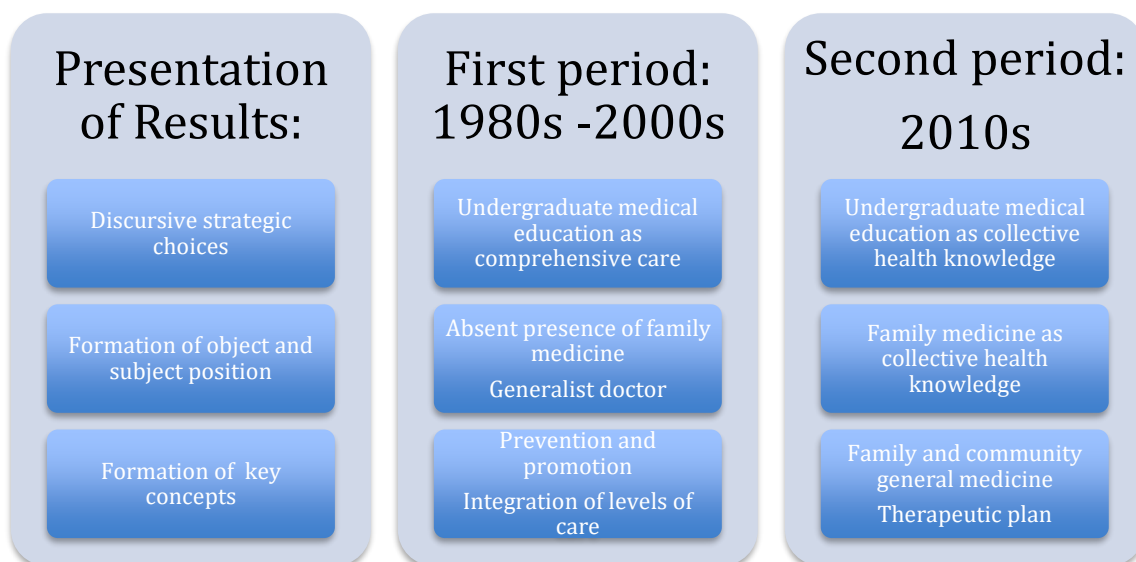 Presentation
of Results:
Discursive strategic
choices
Formation of object and
subject position
Formation of  key
concepts
First period:
1980s -2000s
Undergraduate medical
education as
comprehensive care
Absent presence of family
medicine
Generalist doctor
Prevention and
promotion
Integration of levels of
care
Second period:
2010s
Undergraduate medical
education as collective
health knowledge
Family medicine as
collective health
knowledge
Family and community
general medicine
Therapeutic plan